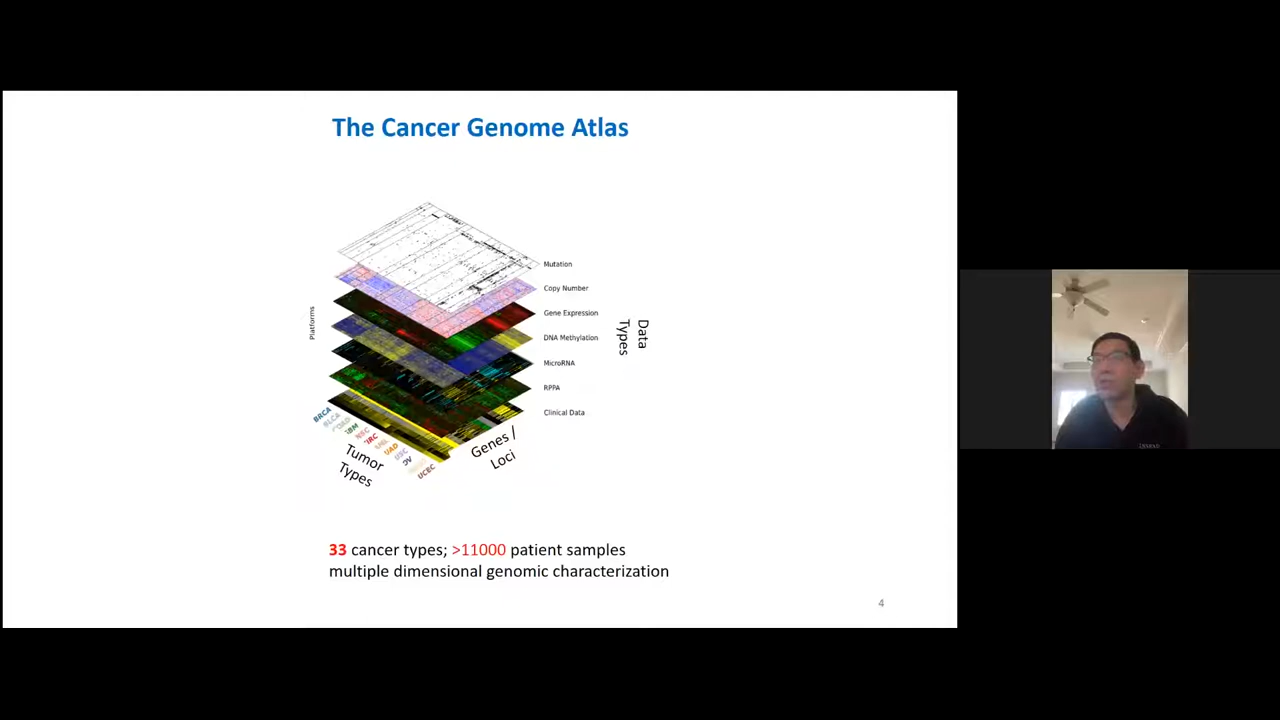 The Cancer Genome Atlas
Mutation
Copy Number
Gene Expression
DNA Methylation
MicroRNA
RPPA
Clinical Data
Platforms
Data
Types
BRCA
UCEC
Tumor
Types
Genes /
Loci
33 cancer types; >11000 patient samples
multiple dimensional genomic characterization
4